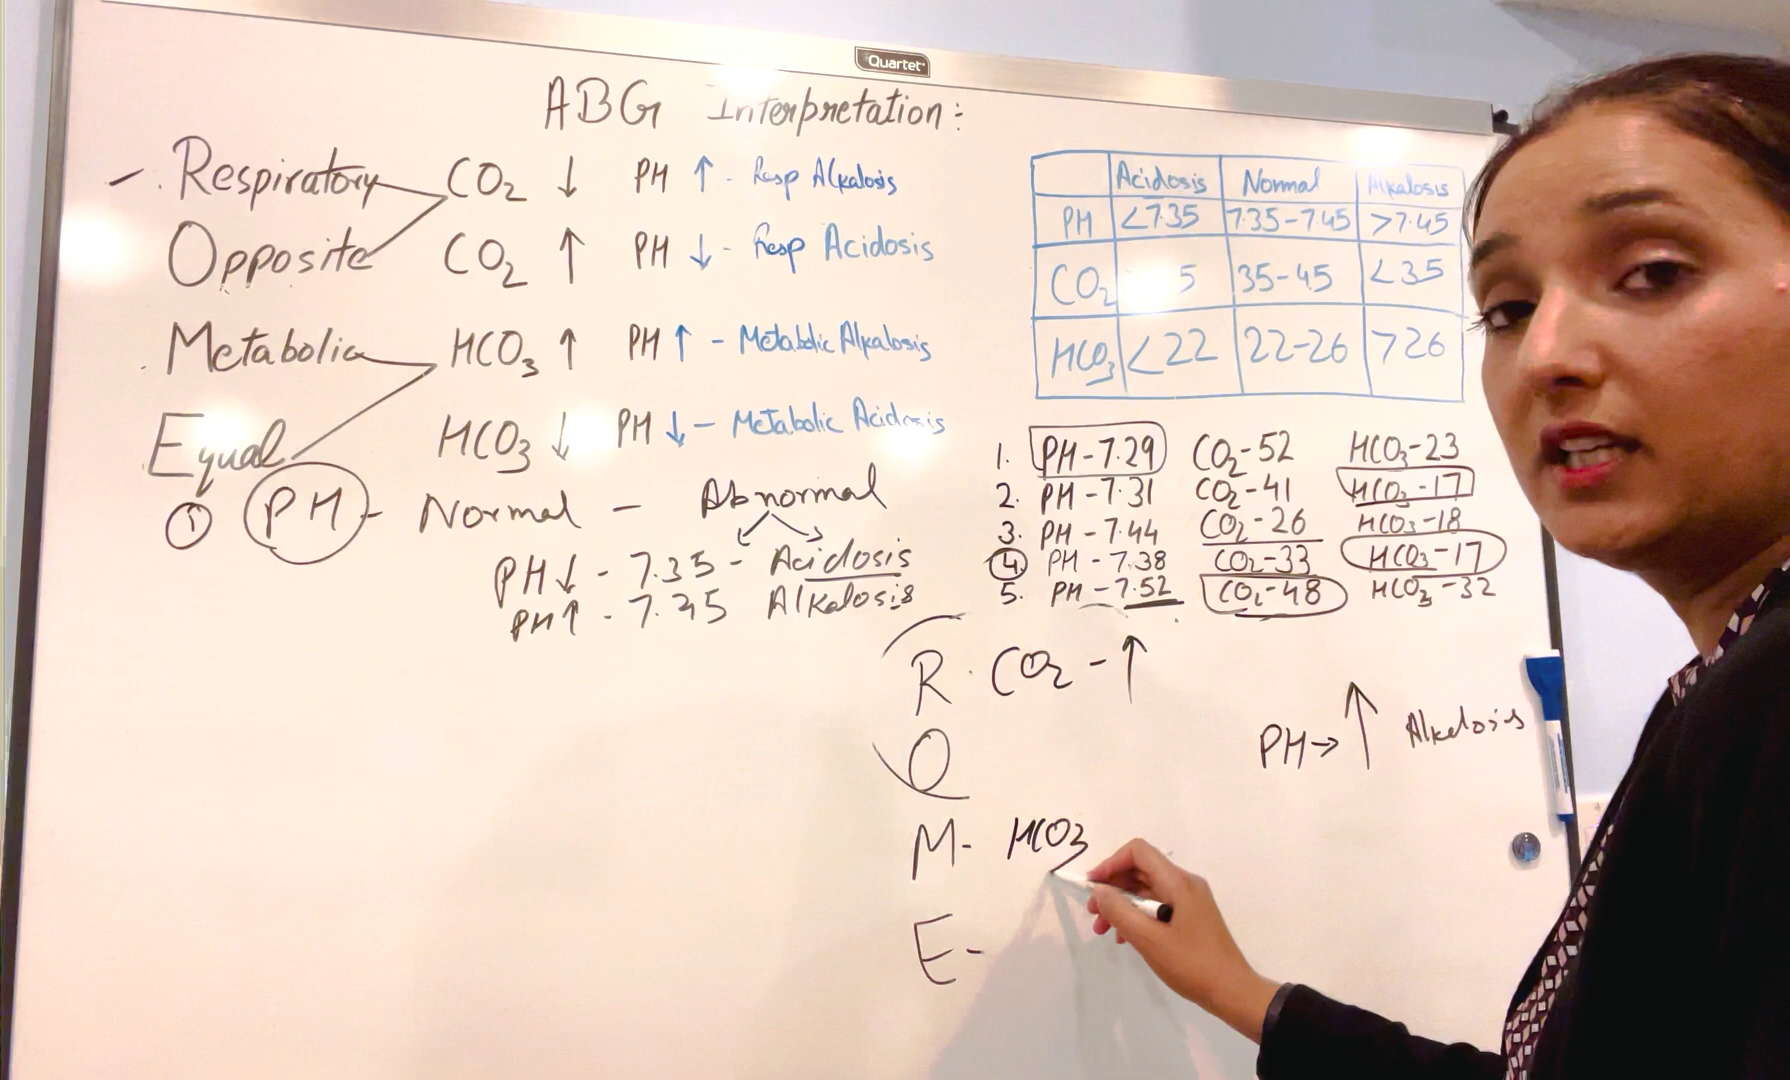 Quartet
ABG Interpretation:
Respiratory CO2 ↓ PH ↑ - Resp Alkalosis
Opposite CO2 ↑ PH ↓ - Resp Acidosis
Metabolic HCO3 ↑ PH ↑ - Metabolic Alkalosis
Equal HCO3 ↓ PH ↓ - Metabolic Acidosis
① PH - Normal - Abnormal
PH↓ - 7.35 - Acidosis
PH↑ - 7.45 Alkalosis
Acidosis Normal Alkalosis
PH <7.35 7.35-7.45 >7.45
CO2 5 35-45 <35
HCO3 <22 22-26 >26
1. PH-7.29 CO2-52 HCO3-23
2. PH-7.31 CO2-41 HCO3-17
3. PH-7.44 CO2-26 HCO3-18
④ PH-7.38 CO2-33 HCO3-17
5. PH-7.52 CO2-48 HCO3-32
R. CO2-↑
O
PH→↑ Alkalosis
M- HCO3
E-